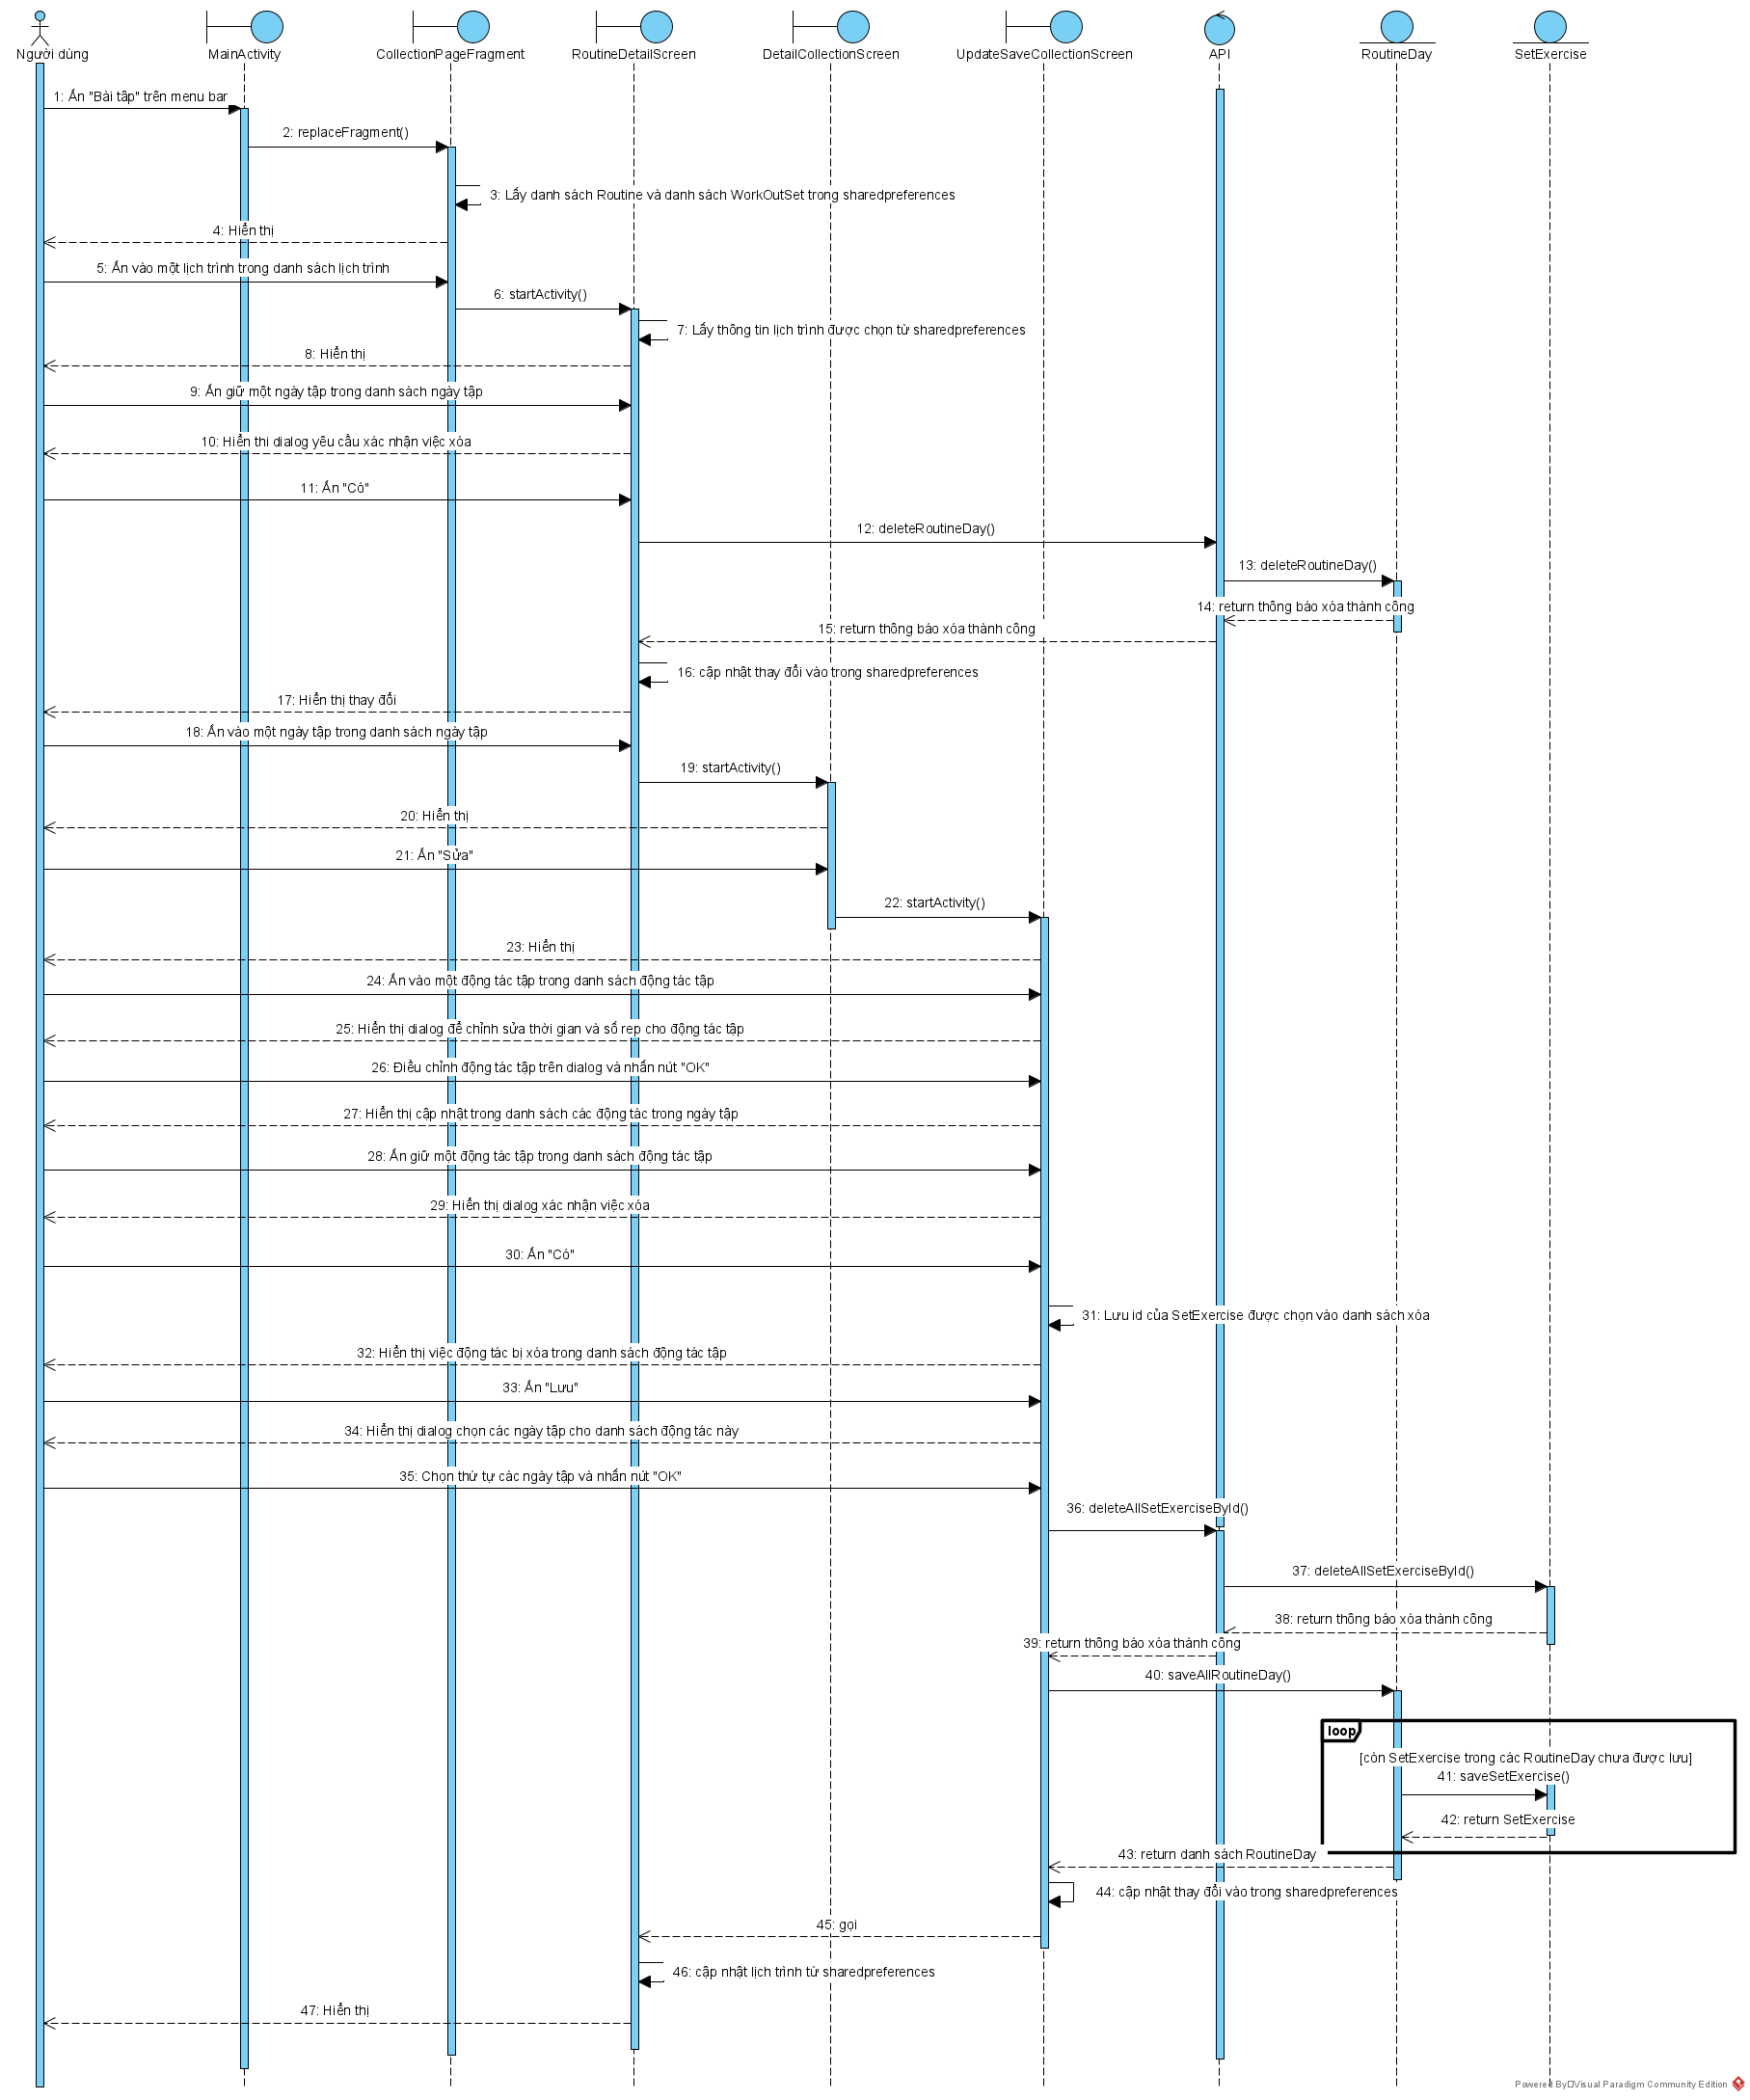 Người dùng
MainActivity
CollectionPageFragment
RoutineDetailScreen
DetailCollectionScreen
UpdateSaveCollectionScreen
API
RoutineDay
SetExercise
1: Ấn "Bài tâp" trên menu bar
2: replaceFragment()
3: Lấy danh sách Routine và danh sách WorkOutSet trong sharedpreferences
4: Hiển thị
5: Ấn vào một lịch trình trong danh sách lịch trình
6: startActivity()
7: Lấy thông tin lịch trình được chọn từ sharedpreferences
8: Hiển thị
9: Ấn giữ một ngày tập trong danh sách ngày tập
10: Hiển thi dialog yêu cầu xác nhận việc xóa
11: Ấn "Có"
12: deleteRoutineDay()
13: deleteRoutineDay()
14: return thông báo xóa thành công
15: return thông báo xóa thành công
16: cập nhật thay đổi vào trong sharedpreferences
17: Hiển thị thay đổi
18: Ấn vào một ngày tập trong danh sách ngày tập
19: startActivity()
20: Hiển thị
21: Ấn "Sửa"
22: startActivity()
23: Hiển thị
24: Ấn vào một động tác tập trong danh sách động tác tập
25: Hiển thị dialog để chỉnh sửa thời gian và số rep cho động tác tập
26: Điều chỉnh động tác tập trên dialog và nhấn nút "OK"
27: Hiển thị cập nhật trong danh sách các động tác trong ngày tập
28: Ấn giữ một động tác tập trong danh sách động tác tập
29: Hiển thị dialog xác nhận việc xóa
30: Ấn "Có"
31: Lưu id của SetExercise được chọn vào danh sách xóa
32: Hiển thị việc động tác bị xóa trong danh sách động tác tập
33: Ấn "Lưu"
34: Hiển thị dialog chọn các ngày tập cho danh sách động tác này
35: Chọn thứ tự các ngày tập và nhấn nút "OK"
36: deleteAllSetExerciseById()
37: deleteAllSetExerciseById()
38: return thông báo xóa thành công
39: return thông báo xóa thành công
40: saveAllRoutineDay()
loop
[còn SetExercise trong các RoutineDay chưa được lưu]
41: saveSetExercise()
42: return SetExercise
43: return danh sách RoutineDay
44: cập nhật thay đổi vào trong sharedpreferences
45: gọi
46: cập nhật lịch trình từ sharedpreferences
47: Hiển thị
Powered By Visual Paradigm Community Edition